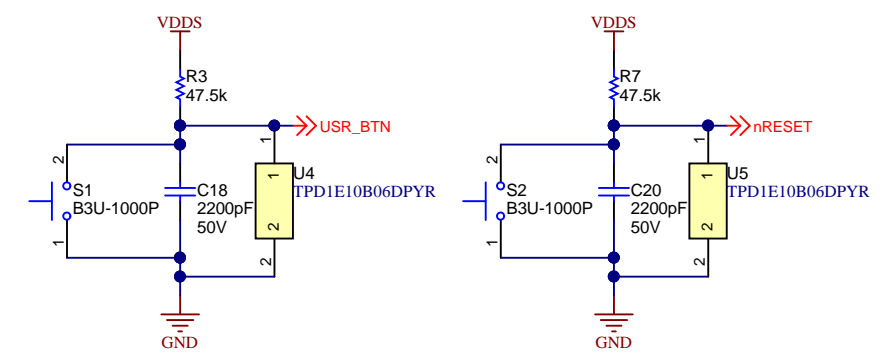 VDDS
R3
47.5k
USR_BTN
1
2
S1
B3U-1000P
1
C18
2200pF
50V
1
2
U4
TPD1E10B06DPYR
2
GND
VDDS
R7
47.5k
nRESET
1
2
S2
B3U-1000P
1
C20
2200pF
50V
1
2
U5
TPD1E10B06DPYR
2
GND